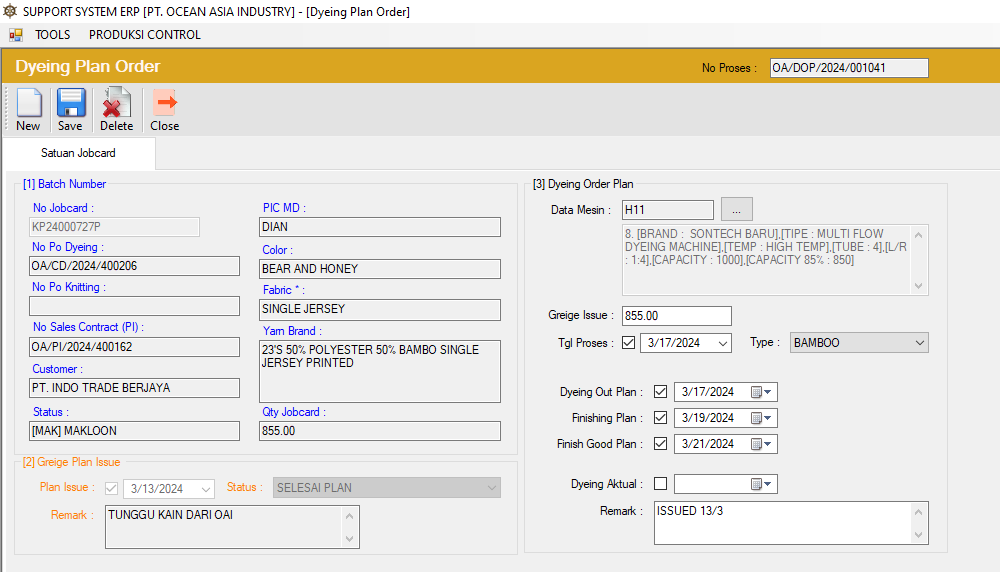 SUPPORT SYSTEM ERP [PT. OCEAN ASIA INDUSTRY] - [Dyeing Plan Order]
TOOLS PRODUKSI CONTROL
Dyeing Plan Order
No Proses : OA/DOP/2024/001041
New Save Delete Close
Satuan Jobcard
[1] Batch Number
No Jobcard :
KP24000727P
No Po Dyeing :
OA/CD/2024/400206
No Po Knitting :
No Sales Contract (PI) :
OA/PI/2024/400162
Customer :
PT. INDO TRADE BERJAYA
Status :
[MAK] MAKLOON
PIC MD :
DIAN
Color :
BEAR AND HONEY
Fabric * :
SINGLE JERSEY
Yarn Brand :
23'S 50% POLYESTER 50% BAMBO SINGLE
JERSEY PRINTED
Qty Jobcard :
855.00
[2] Greige Plan Issue
Plan Issue : 3/13/2024 Status : SELESAI PLAN
Remark : TUNGGU KAIN DARI OAI
[3] Dyeing Order Plan
Data Mesin : H11 ...
8. [BRAND : SONTECH BARU],[TIPE : MULTI FLOW
DYEING MACHINE],[TEMP : HIGH TEMP],[TUBE : 4],[L/R
: 1:4],[CAPACITY : 1000],[CAPACITY 85% : 850]
Greige Issue : 855.00
Tgl Proses : 3/17/2024 Type : BAMBOO
Dyeing Out Plan : 3/17/2024
Finishing Plan : 3/19/2024
Finish Good Plan : 3/21/2024
Dyeing Aktual :
Remark : ISSUED 13/3